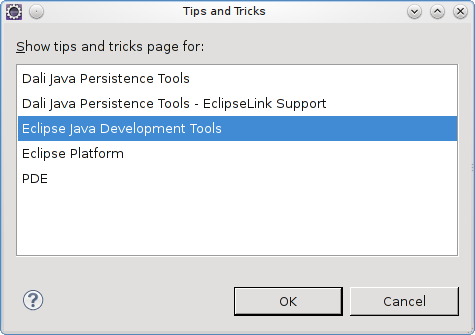 Tips and Tricks
Show tips and tricks page for:
Dali Java Persistence Tools
Dali Java Persistence Tools - EclipseLink Support
Eclipse Java Development Tools
Eclipse Platform
PDE
?
OK
Cancel